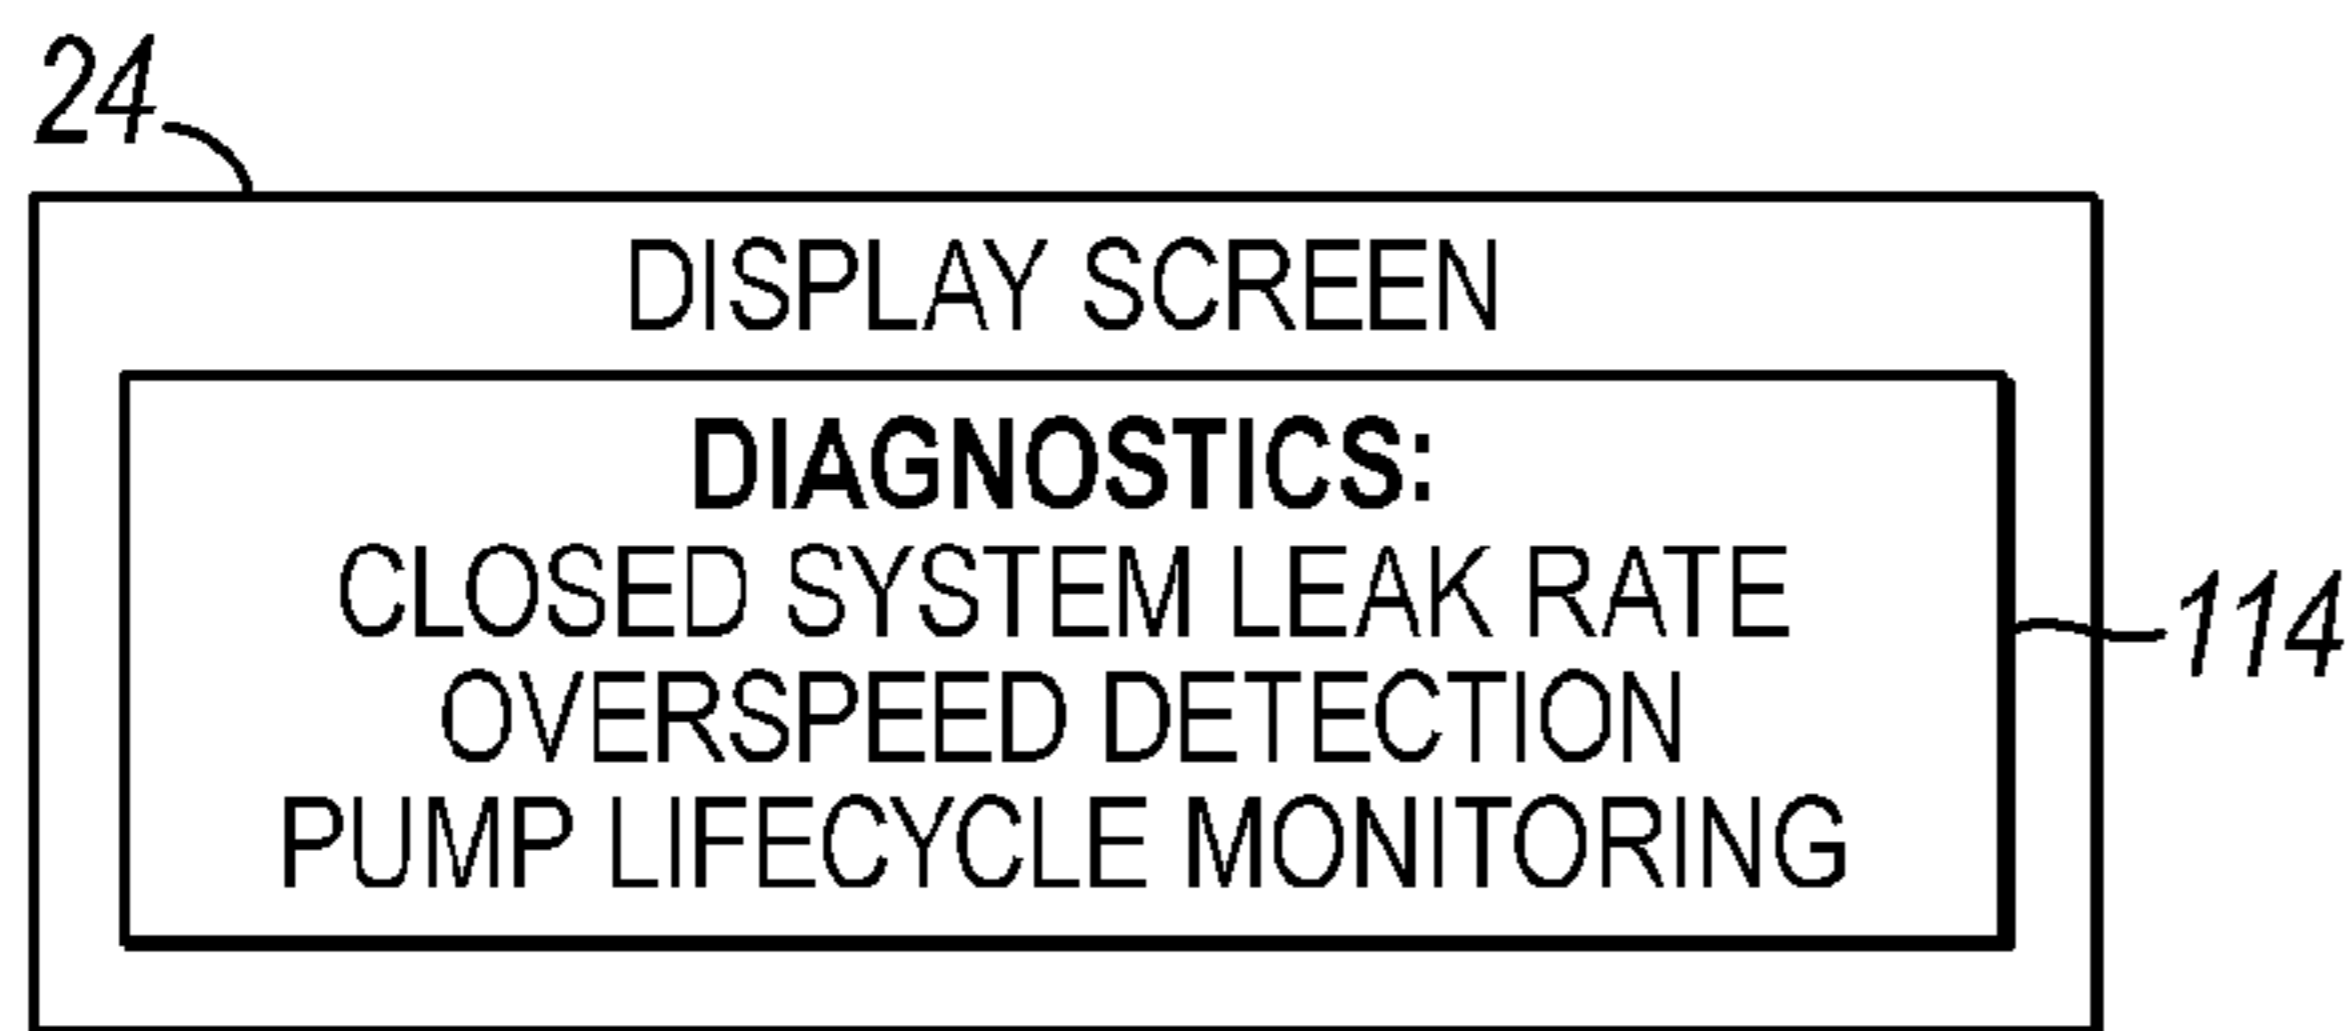 24
DISPLAY SCREEN
DIAGNOSTICS:
CLOSED SYSTEM LEAK RATE
OVERSPEED DETECTION
PUMP LIFECYCLE MONITORING
114